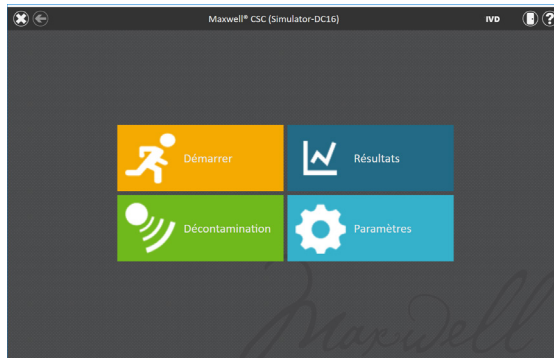 Maxwell® CSC (Simulator-DC16)
IVD
?
Démarrer
Résultats
Décontamination
Paramètres
Maxwell